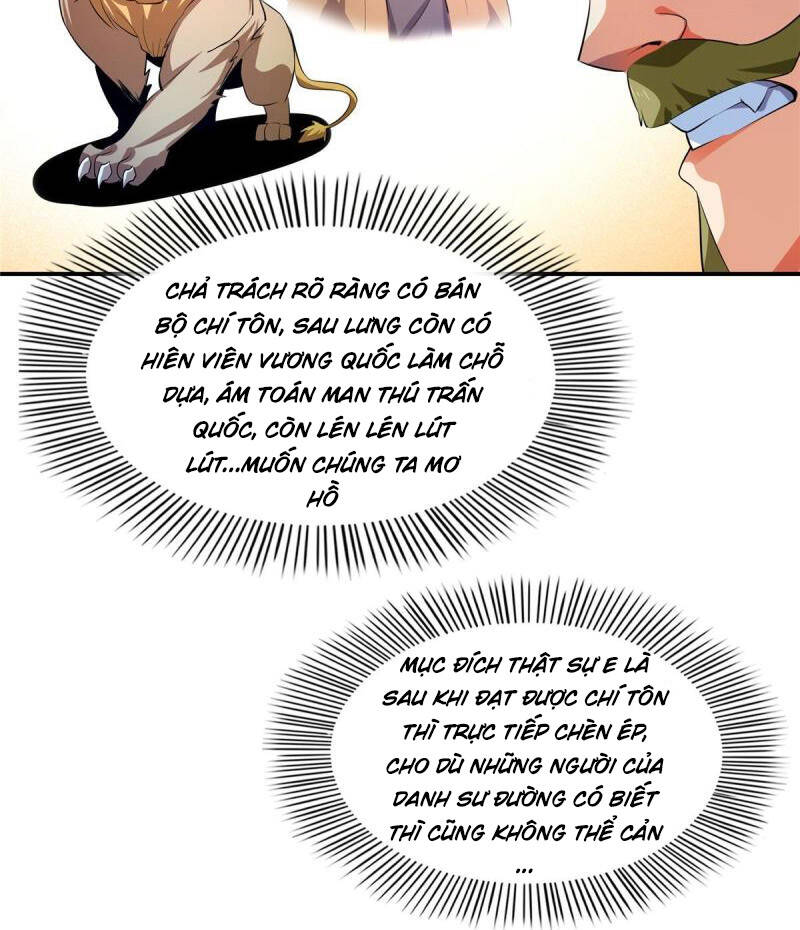 CHẢ TRÁCH RÕ RÀNG CÓ BÁN
BỘ CHÍ TÔN, SAU LƯNG CÒN CÓ
HIÊN VIÊN VƯƠNG QUỐC LÀM CHỖ
DỰA, ÁM TOÁN MAN THÚ TRẤN
QUỐC, CÒN LÉN LÉN LÚT
LÚT...MUỐN CHÚNG TA MƠ
HỒ
MỤC ĐÍCH THẬT SỰ E LÀ
SAU KHI ĐẠT ĐƯỢC CHÍ TÔN
THÌ TRỰC TIẾP CHÈN ÉP,
CHO DÙ NHỮNG NGƯỜI CỦA
DANH SƯ ĐƯỜNG CÓ BIẾT
THÌ CŨNG KHÔNG THỂ CẢN
...